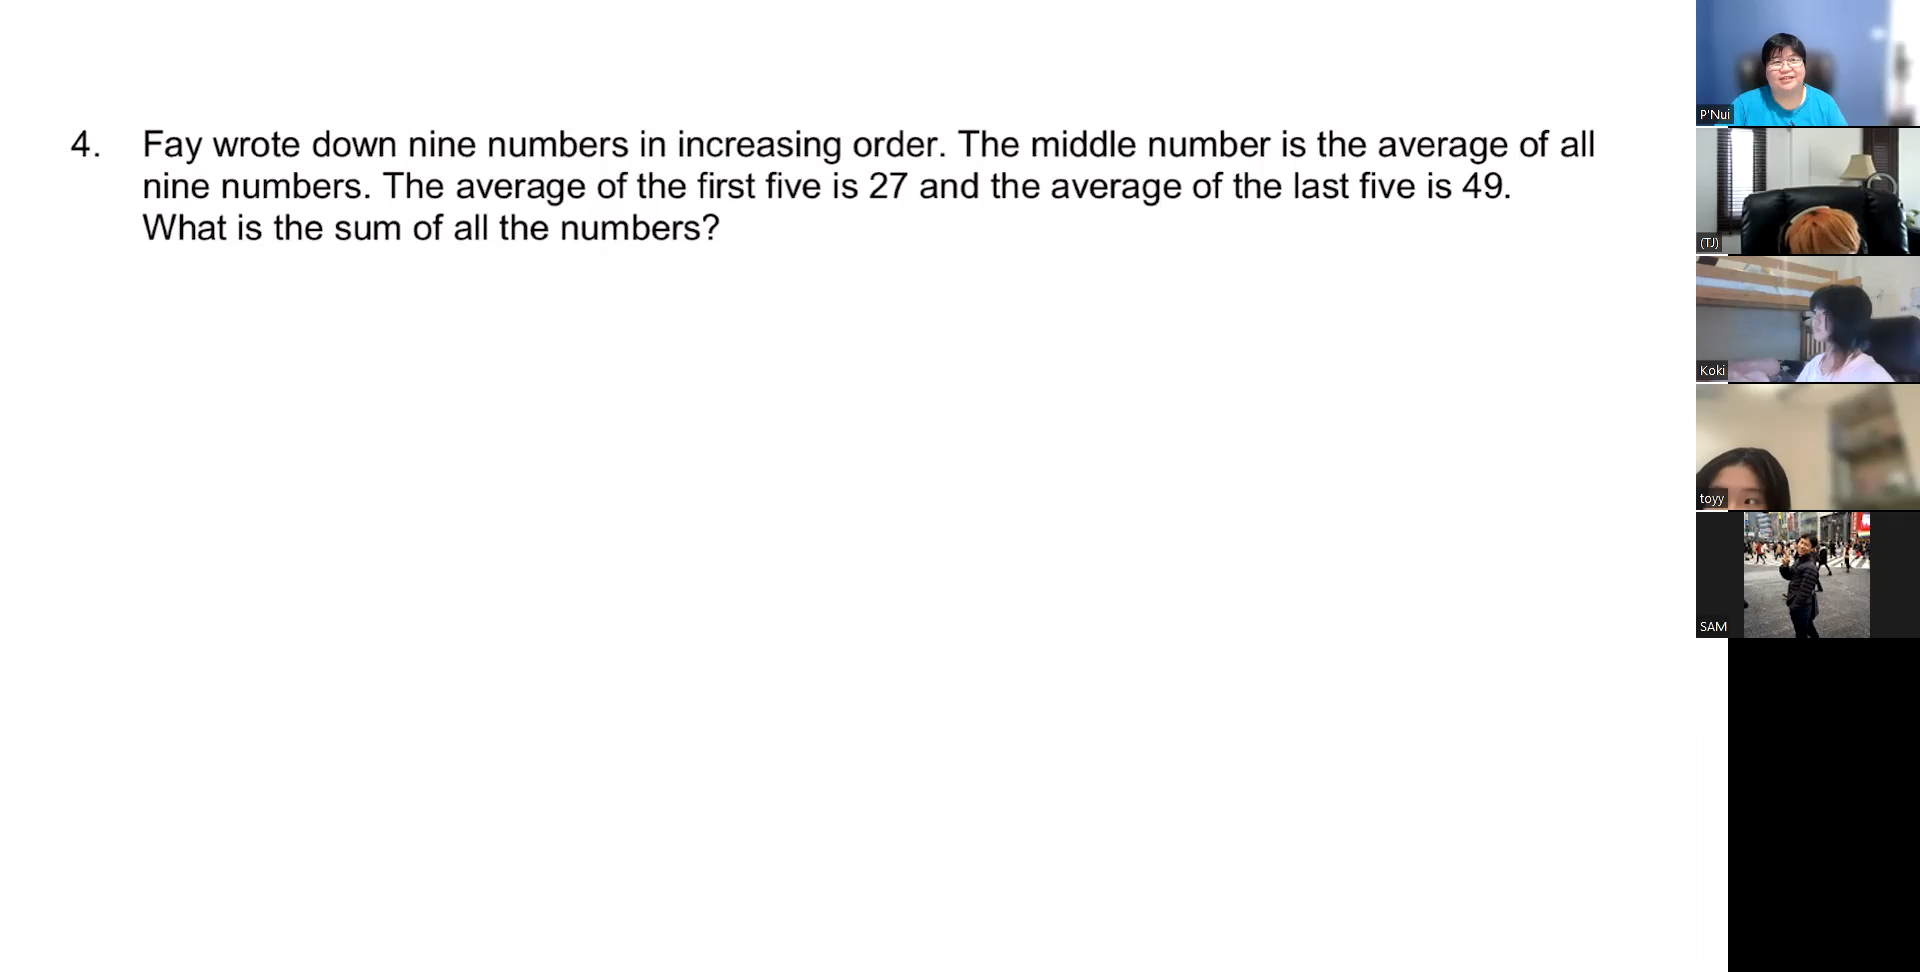 4. Fay wrote down nine numbers in increasing order. The middle number is the average of all
nine numbers. The average of the first five is 27 and the average of the last five is 49.
What is the sum of all the numbers?
P'Nui
(TJ)
Koki
toyy
SAM